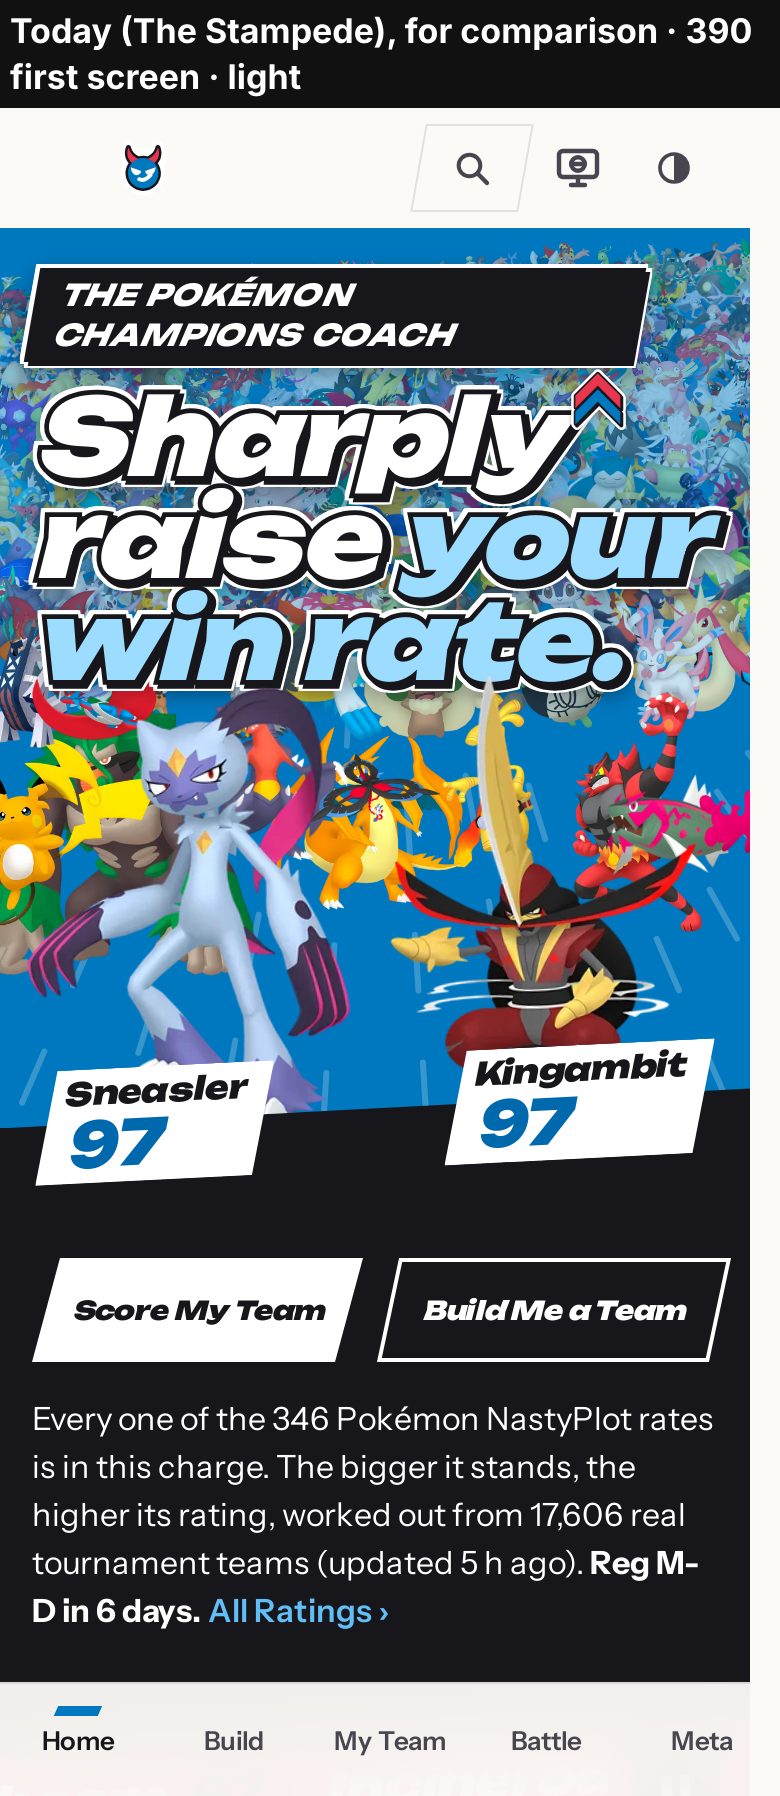 Today (The Stampede), for comparison · 390
first screen · light
THE POKÉMON
CHAMPIONS COACH
Sharply
raise your
win rate.
Sneasler
97
Kingambit
97
Score My Team
Build Me a Team
Every one of the 346 Pokémon NastyPlot rates
is in this charge. The bigger it stands, the
higher its rating, worked out from 17,606 real
tournament teams (updated 5 h ago). Reg M-
D in 6 days. All Ratings ›
Home
Build
My Team
Battle
Meta